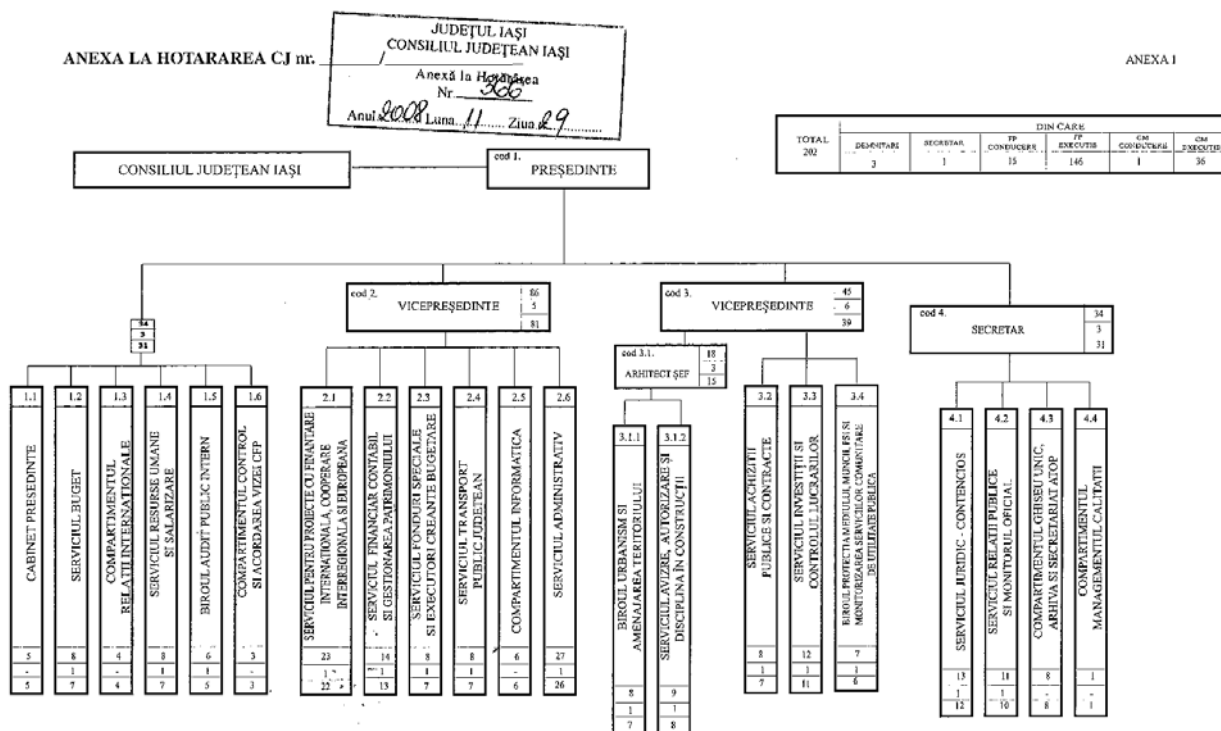 JUDEŢUL IAŞI
CONSILIUL JUDEŢEAN IAŞI
ANEXA LA HOTARAREA CJ nr. ________/________
Anexă la Hotărârea
Nr. 366
Anul 2008 Luna 11 Ziua 29
ANEXA 1
TOTAL 202
DIN CARE
DEMNITARI
SECRETAR
FP CONDUCERE
FP EXECUTIE
CM CONDUCERE
CM EXECUTIE
3 1 15 146 1 36
CONSILIUL JUDEŢEAN IAŞI
cod 1.
PREŞEDINTE
34
3
31
cod 2.
VICEPREŞEDINTE
86
5
81
cod 3.
VICEPREŞEDINTE
45
6
39
cod 4.
SECRETAR
34
3
31
cod 3.1.
ARHITECT ŞEF
18
3
15
1.1
CABINET PRESEDINTE
5
-
5
1.2
SERVICIUL BUGET
8
1
7
1.3
COMPARTIMENTUL
RELATII INTERNATIONALE
4
-
4
1.4
SERVICIUL RESURSE UMANE
SI SALARIZARE
8
1
7
1.5
BIROUL AUDIT PUBLIC INTERN
6
1
5
1.6
COMPARTIMENTUL CONTROL
SI ACORDAREA VIZEI CFP
3
-
3
2.1
SERVICIUL PENTRU PROIECTE CU FINANTARE
INTERNATIONALA, COOPERARE
INTERREGIONALA SI EUROPEANA
23
1
22
2.2
SERVICIUL FINANCIAR CONTABIL
SI GESTIONAREA PATRIMONIULUI
14
1
13
2.3
SERVICIUL FONDURI SPECIALE
SI EXECUTORI CREANTE BUGETARE
8
1
7
2.4
SERVICIUL TRANSPORT
PUBLIC JUDETEAN
8
1
7
2.5
COMPARTIMENTUL INFORMATICA
6
-
6
2.6
SERVICIUL ADMINISTRATIV
27
1
26
3.1.1
BIROUL URBANISM SI
AMENAJAREA TERITORIULUI
8
1
7
3.1.2
SERVICIUL AVIZIRE, AUTORIZARE ŞI
DISCIPLINA ÎN CONSTRUCŢII
9
1
8
3.2
SERVICIUL ACHIZITII
PUBLICE SI CONTRACTE
8
1
7
3.3
SERVICIUL INVESTIŢII SI
CONTROLUL LUCRARILOR
12
1
11
3.4
BIROUL PROTECTIA MEDIULUI, MUNCII, PSI SI
MONITORIZAREA SERVICIILOR COMUNITARE
DE UTILITATE PUBLICA
7
1
6
4.1
SERVICIUL JURIDIC - CONTENCIOS
13
1
12
4.2
SERVICIUL RELATII PUBLICE
SI MONITORUL OFICIAL
11
1
10
4.3
COMPARTIMENTUL GHISEU UNIC,
ARHIVA SI SECRETARIAT ATOP
8
-
8
4.4
COMPARTIMENTUL
MANAGEMENTUL CALITATII
1
-
1